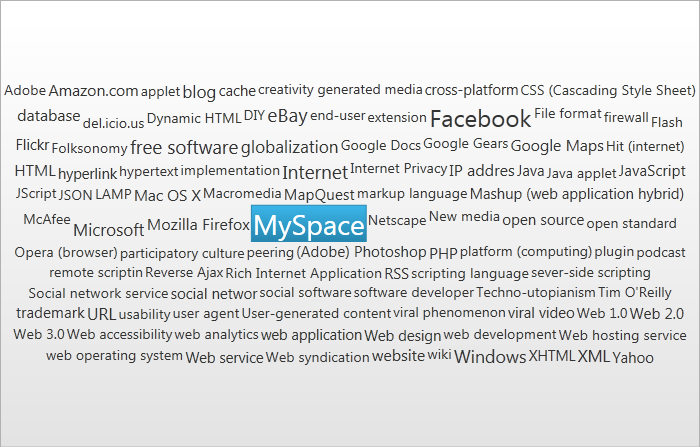 Adobe Amazon.com applet blog cache creativity generated media cross-platform CSS (Cascading Style Sheet)
database del.icio.us Dynamic HTML DIY eBay end-user extension Facebook File format firewall Flash
Flickr Folksonomy free software globalization Google Docs Google Gears Google Maps Hit (internet)
HTML hyperlink hypertext implementation Internet Internet Privacy IP addres Java Java applet JavaScript
JScript JSON LAMP Mac OS X Macromedia MapQuest markup language Mashup (web application hybrid)
McAfee Microsoft Mozilla Firefox MySpace Netscape New media open source open standard
Opera (browser) participatory culture peering (Adobe) Photoshop PHP platform (computing) plugin podcast
remote scriptin Reverse Ajax Rich Internet Application RSS scripting language sever-side scripting
Social network service social networ social software software developer Techno-utopianism Tim O'Reilly
trademark URL usability user agent User-generated content viral phenomenon viral video Web 1.0 Web 2.0
Web 3.0 Web accessibility web analytics web application Web design web development Web hosting service
web operating system Web service Web syndication website wiki Windows XHTML XML Yahoo